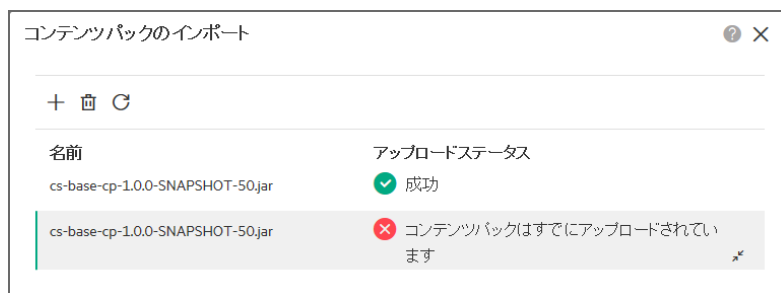 コンテンツパックのインポート
名前 アップロードステータス
cs-base-cp-1.0.0-SNAPSHOT-50.jar 成功
cs-base-cp-1.0.0-SNAPSHOT-50.jar コンテンツパックはすでにアップロードされてい
ます